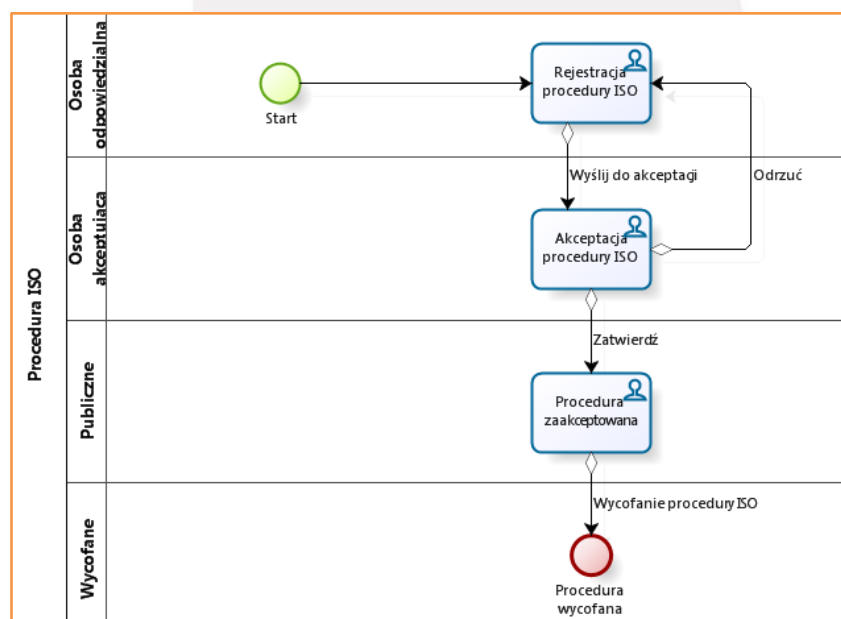 Procedura ISO
Osoba
odpowiedzialna
Start
Rejestracja
procedury ISO
Wyślij do akceptagi
Odrzuć
Osoba
akceptująca
Akceptacja
procedury ISO
Zatwierdź
Publiczne
Procedura
zaakceptowana
Wycofanie procedury ISO
Wycofane
Procedura
wycofana